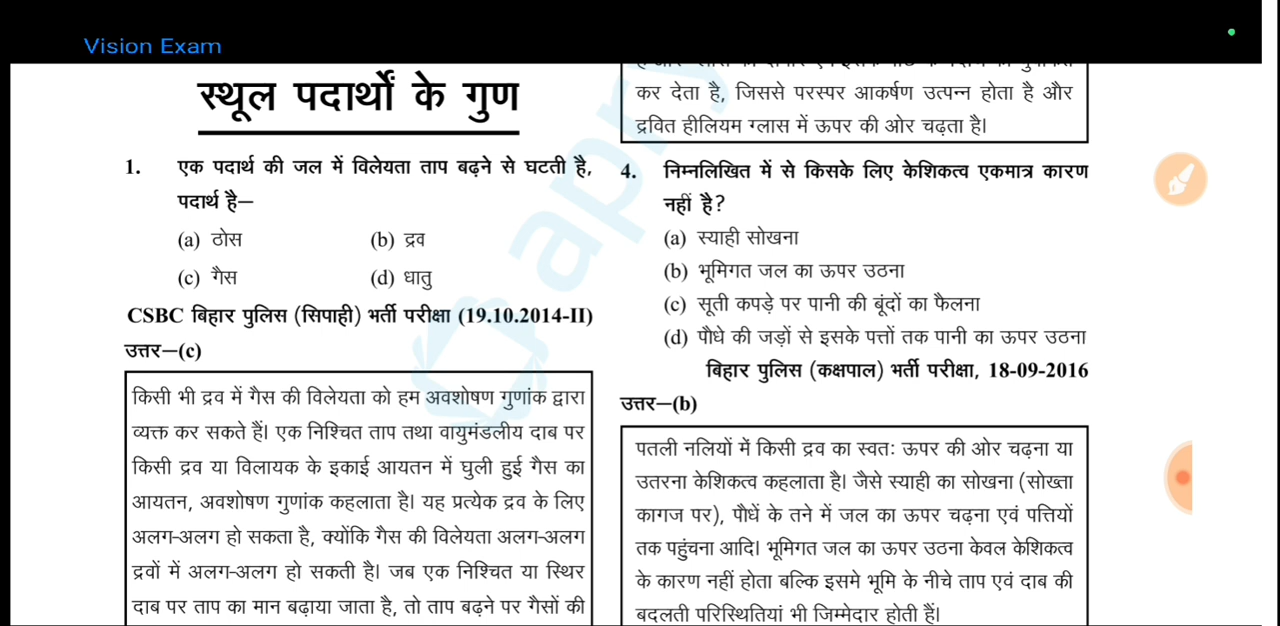 Vision Exam
स्थूल पदार्थों के गुण
1. एक पदार्थ की जल में विलेयता ताप बढ़ने से घटती है,
पदार्थ है—
(a) ठोस (b) द्रव
(c) गैस (d) धातु
CSBC बिहार पुलिस (सिपाही) भर्ती परीक्षा (19.10.2014-II)
उत्तर—(c)
किसी भी द्रव में गैस की विलेयता को हम अवशोषण गुणांक द्वारा
व्यक्त कर सकते हैं। एक निश्चित ताप तथा वायुमंडलीय दाब पर
किसी द्रव या विलायक के इकाई आयतन में घुली हुई गैस का
आयतन, अवशोषण गुणांक कहलाता है। यह प्रत्येक द्रव के लिए
अलग-अलग हो सकता है, क्योंकि गैस की विलेयता अलग-अलग
द्रवों में अलग-अलग हो सकती है। जब एक निश्चित या स्थिर
दाब पर ताप का मान बढ़ाया जाता है, तो ताप बढ़ने पर गैसों की
कर देता है, जिससे परस्पर आकर्षण उत्पन्न होता है और
द्रवित हीलियम ग्लास में ऊपर की ओर चढ़ता है।
4. निम्नलिखित में से किसके लिए केशिकत्व एकमात्र कारण
नहीं है?
(a) स्याही सोखना
(b) भूमिगत जल का ऊपर उठना
(c) सूती कपड़े पर पानी की बूंदों का फैलना
(d) पौधे की जड़ों से इसके पत्तों तक पानी का ऊपर उठना
बिहार पुलिस (कक्षपाल) भर्ती परीक्षा, 18-09-2016
उत्तर—(b)
पतली नलियों में किसी द्रव का स्वतः ऊपर की ओर चढ़ना या
उतरना केशिकत्व कहलाता है। जैसे स्याही का सोखना (सोख्ता
कागज पर), पौधें के तने में जल का ऊपर चढ़ना एवं पत्तियों
तक पहुंचना आदि। भूमिगत जल का ऊपर उठना केवल केशिकत्व
के कारण नहीं होता बल्कि इसमे भूमि के नीचे ताप एवं दाब की
बदलती परिस्थितियां भी जिम्मेदार होती हैं।